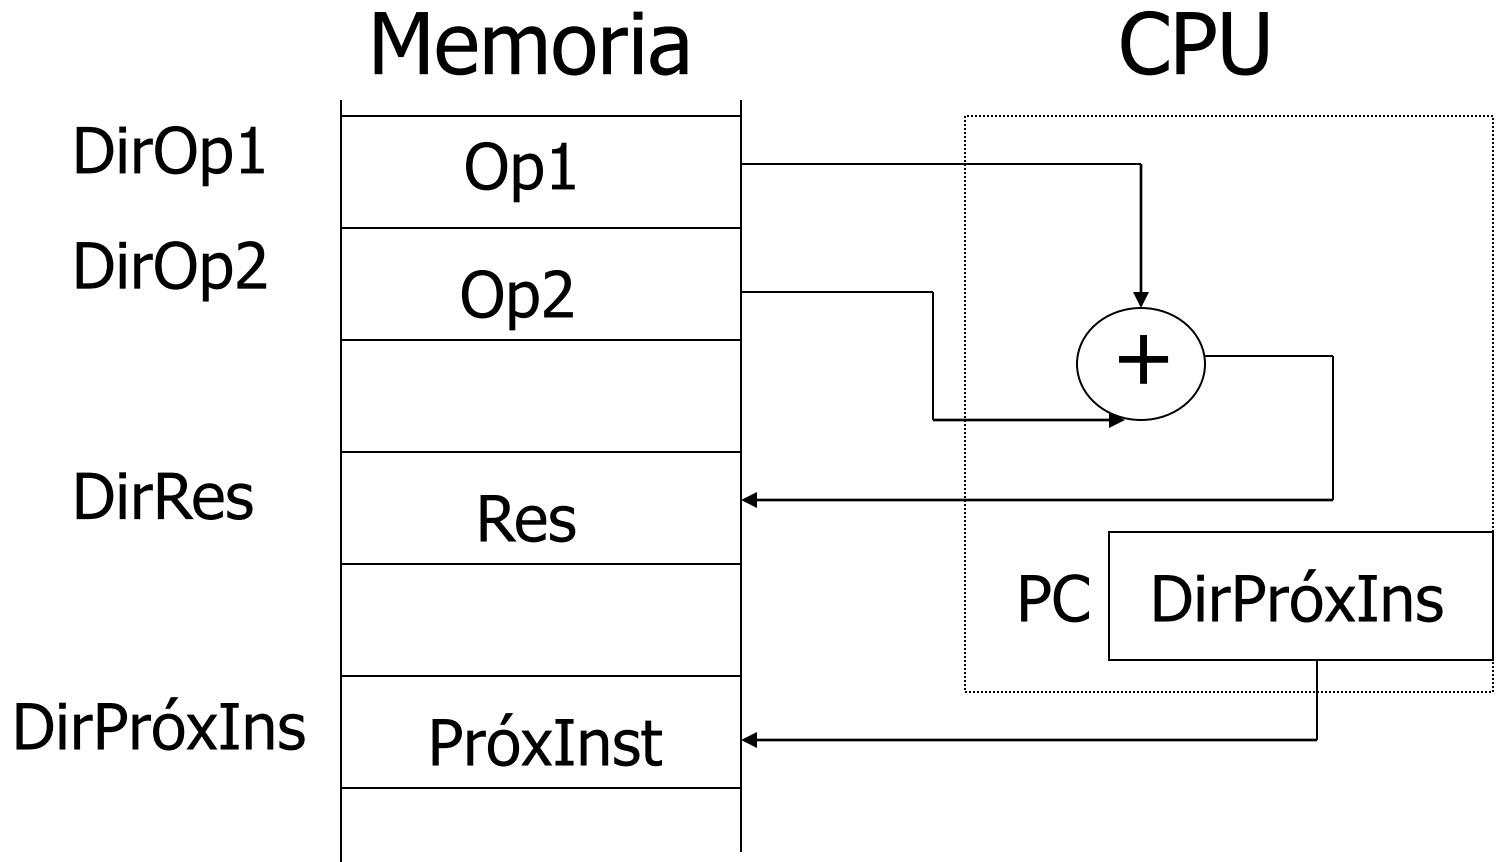 Memoria
CPU
DirOp1
Op1
DirOp2
Op2
+
DirRes
Res
PC
DirPróxIns
DirPróxIns
PróxInst